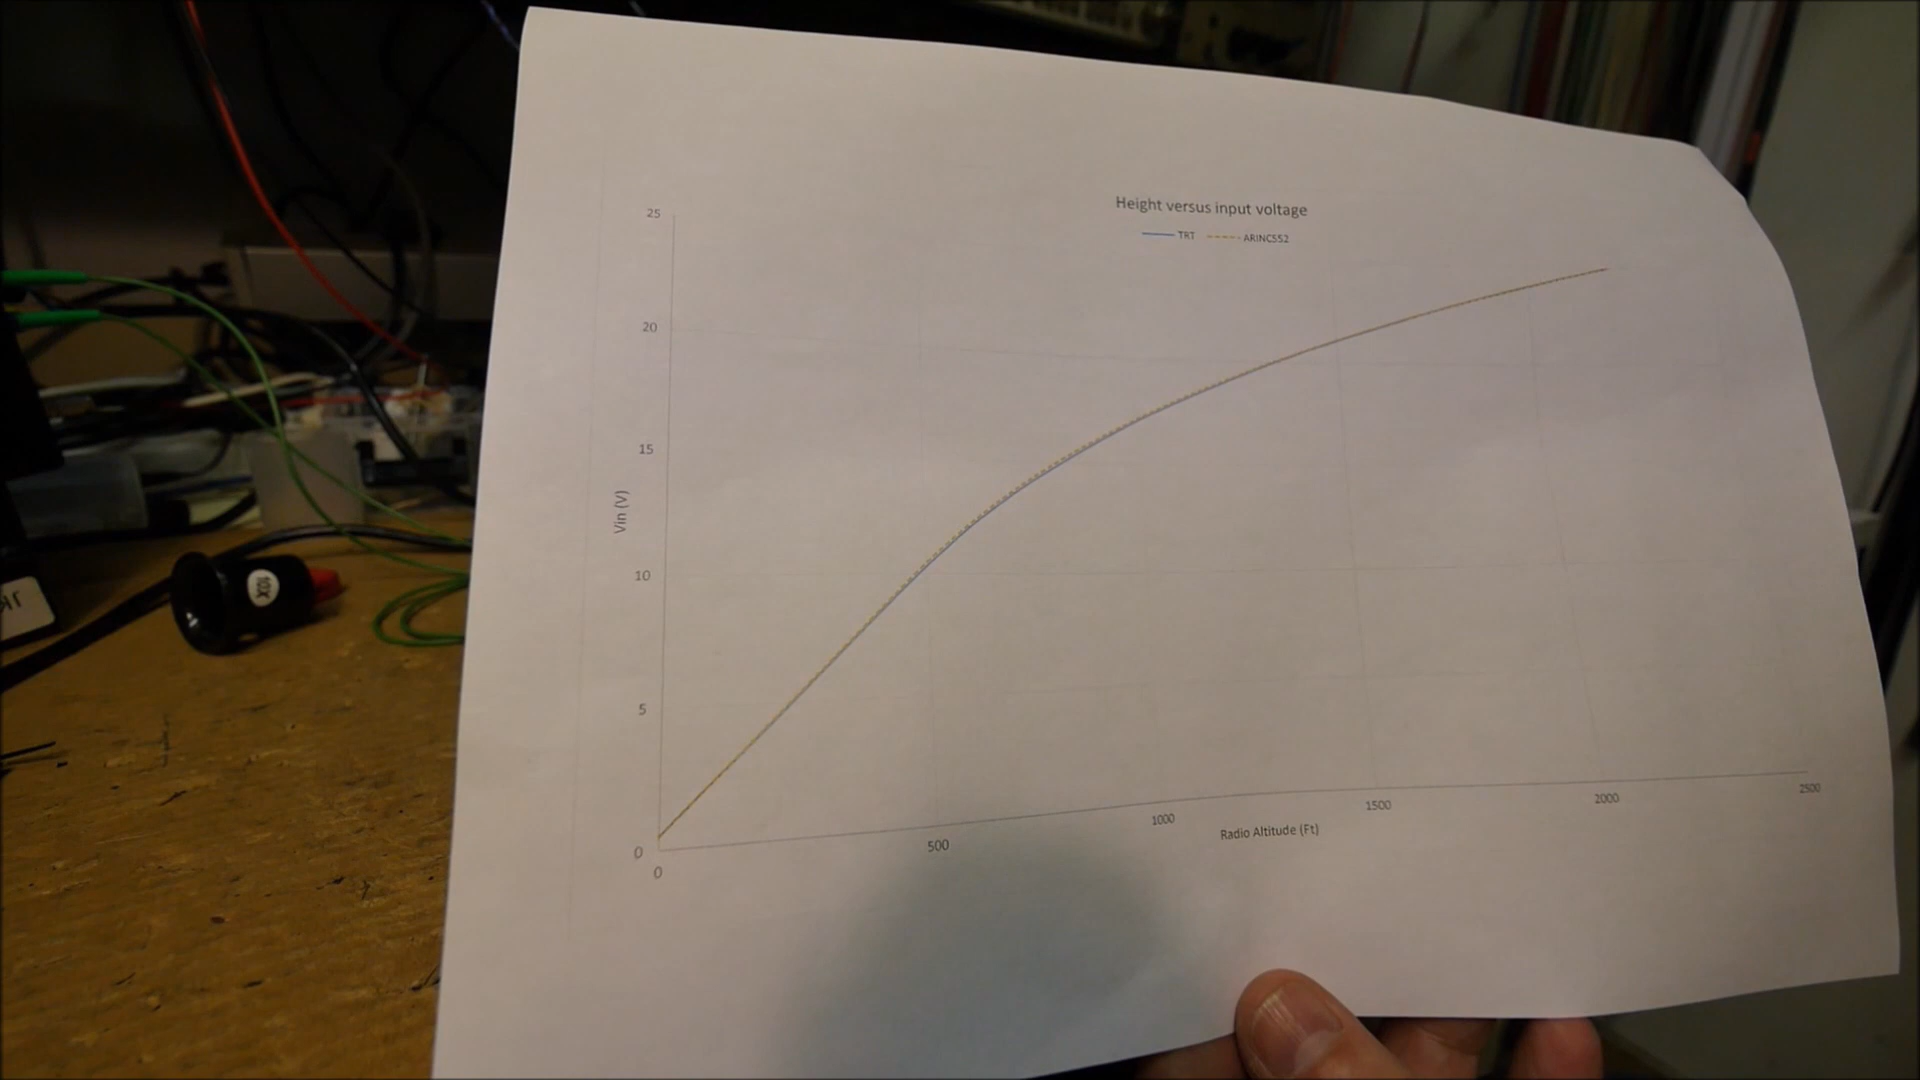 Height versus input voltage
TRT ARINC552
25
20
15
10
5
0
Vin (V)
0 500 1000 1500 2000 2500
Radio Altitude (Ft)
10X